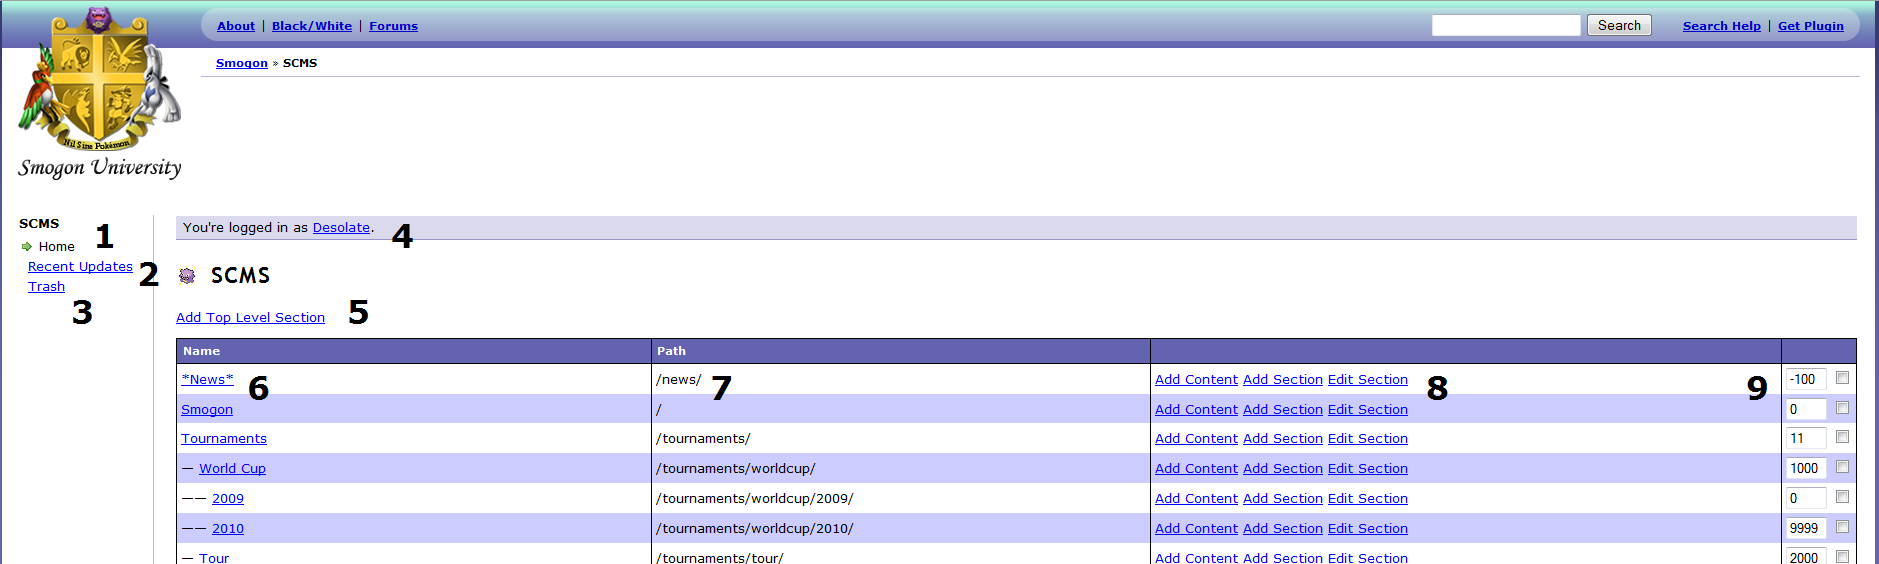 About | Black/White | Forums
Search
Search Help | Get Plugin
Smogon » SCMS
Nil Sine Pokémon
Smogon University
SCMS
1
Home
Recent Updates
2
Trash
3
You're logged in as Desolate.
4
SCMS
Add Top Level Section
5
Name Path
*News* 6 /news/ 7 Add Content Add Section Edit Section 8 9 -100
Smogon / Add Content Add Section Edit Section 0
Tournaments /tournaments/ Add Content Add Section Edit Section 11
— World Cup /tournaments/worldcup/ Add Content Add Section Edit Section 1000
—— 2009 /tournaments/worldcup/2009/ Add Content Add Section Edit Section 0
—— 2010 /tournaments/worldcup/2010/ Add Content Add Section Edit Section 9999
— Tour /tournaments/tour/ Add Content Add Section Edit Section 2000